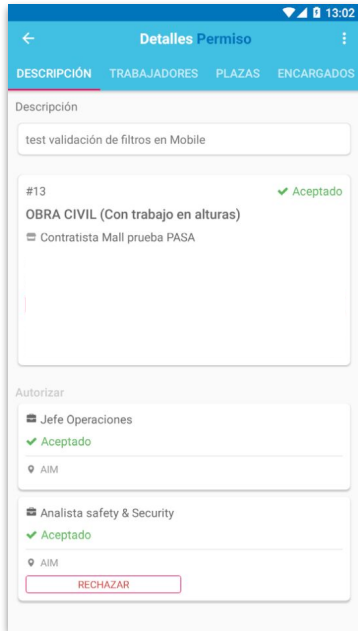 13:02
Detalles Permiso
DESCRIPCIÓN TRABAJADORES PLAZAS ENCARGADOS
Descripción
test validación de filtros en Mobile
#13 Aceptado
OBRA CIVIL (Con trabajo en alturas)
Contratista Mall prueba PASA
Autorizar
Jefe Operaciones
Aceptado
AIM
Analista safety & Security
Aceptado
AIM
RECHAZAR